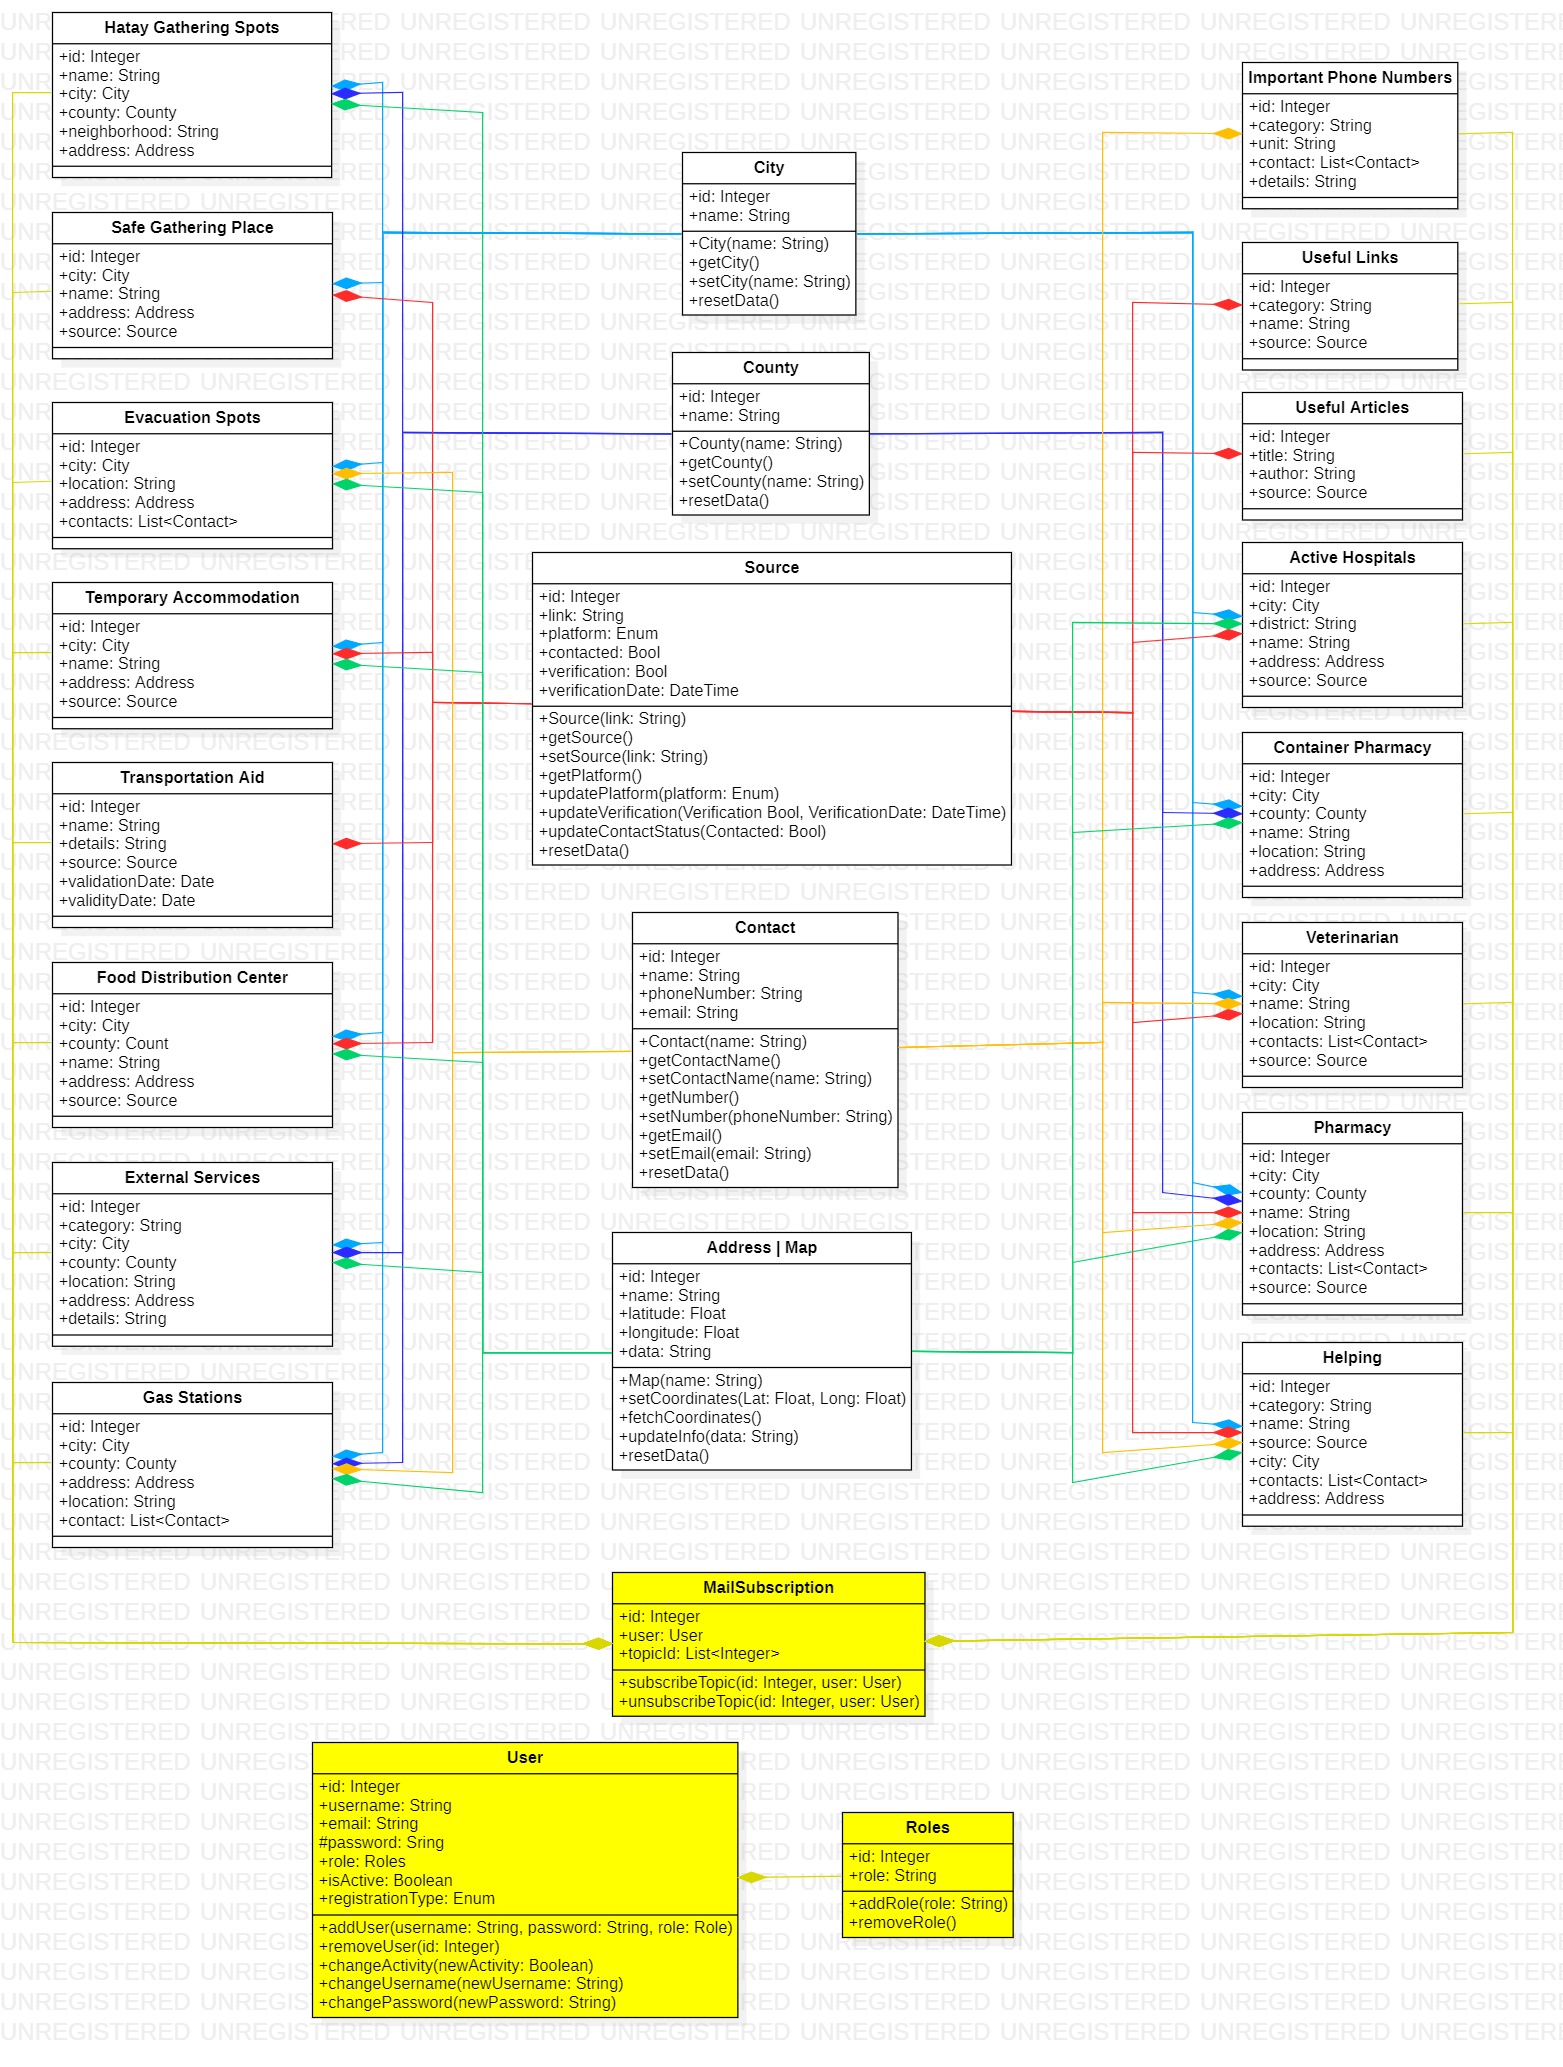 Hatay Gathering Spots
+id: Integer
+name: String
+city: City
+county: County
+neighborhood: String
+address: Address
Safe Gathering Place
+id: Integer
+city: City
+name: String
+address: Address
+source: Source
Evacuation Spots
+id: Integer
+city: City
+location: String
+address: Address
+contacts: List<Contact>
Temporary Accommodation
+id: Integer
+city: City
+name: String
+address: Address
+source: Source
Transportation Aid
+id: Integer
+name: String
+details: String
+source: Source
+validationDate: Date
+validityDate: Date
Food Distribution Center
+id: Integer
+city: City
+county: Count
+name: String
+address: Address
+source: Source
External Services
+id: Integer
+category: String
+city: City
+county: County
+location: String
+address: Address
+details: String
Gas Stations
+id: Integer
+city: City
+county: County
+address: Address
+location: String
+contact: List<Contact>
City
+id: Integer
+name: String
+City(name: String)
+getCity()
+setCity(name: String)
+resetData()
County
+id: Integer
+name: String
+County(name: String)
+getCounty()
+setCounty(name: String)
+resetData()
Source
+id: Integer
+link: String
+platform: Enum
+contacted: Bool
+verification: Bool
+verificationDate: DateTime
+Source(link: String)
+getSource()
+setSource(link: String)
+getPlatform()
+updatePlatform(platform: Enum)
+updateVerification(Verification Bool, VerificationDate: DateTime)
+updateContactStatus(Contacted: Bool)
+resetData()
Contact
+id: Integer
+name: String
+phoneNumber: String
+email: String
+Contact(name: String)
+getContactName()
+setContactName(name: String)
+getNumber()
+setNumber(phoneNumber: String)
+getEmail()
+setEmail(email: String)
+resetData()
Address | Map
+id: Integer
+name: String
+latitude: Float
+longitude: Float
+data: String
+Map(name: String)
+setCoordinates(Lat: Float, Long: Float)
+fetchCoordinates()
+updateInfo(data: String)
+resetData()
Important Phone Numbers
+id: Integer
+category: String
+unit: String
+contact: List<Contact>
+details: String
Useful Links
+id: Integer
+category: String
+name: String
+source: Source
Useful Articles
+id: Integer
+title: String
+author: String
+source: Source
Active Hospitals
+id: Integer
+city: City
+district: String
+name: String
+address: Address
+source: Source
Container Pharmacy
+id: Integer
+city: City
+county: County
+name: String
+location: String
+address: Address
Veterinarian
+id: Integer
+city: City
+name: String
+location: String
+contacts: List<Contact>
+source: Source
Pharmacy
+id: Integer
+city: City
+county: County
+name: String
+location: String
+address: Address
+contacts: List<Contact>
+source: Source
Helping
+id: Integer
+category: String
+name: String
+source: Source
+city: City
+contacts: List<Contact>
+address: Address
MailSubscription
+id: Integer
+user: User
+topicId: List<Integer>
+subscribeTopic(id: Integer, user: User)
+unsubscribeTopic(id: Integer, user: User)
User
+id: Integer
+username: String
+email: String
#password: Sring
+role: Roles
+isActive: Boolean
+registrationType: Enum
+addUser(username: String, password: String, role: Role)
+removeUser(id: Integer)
+changeActivity(newActivity: Boolean)
+changeUsername(newUsername: String)
+changePassword(newPassword: String)
Roles
+id: Integer
+role: String
+addRole(role: String)
+removeRole()
UNREGISTERED UNREGISTERED UNREGISTERED UNREGISTERED UNREGISTERED UNREGISTERED UNREGISTERED